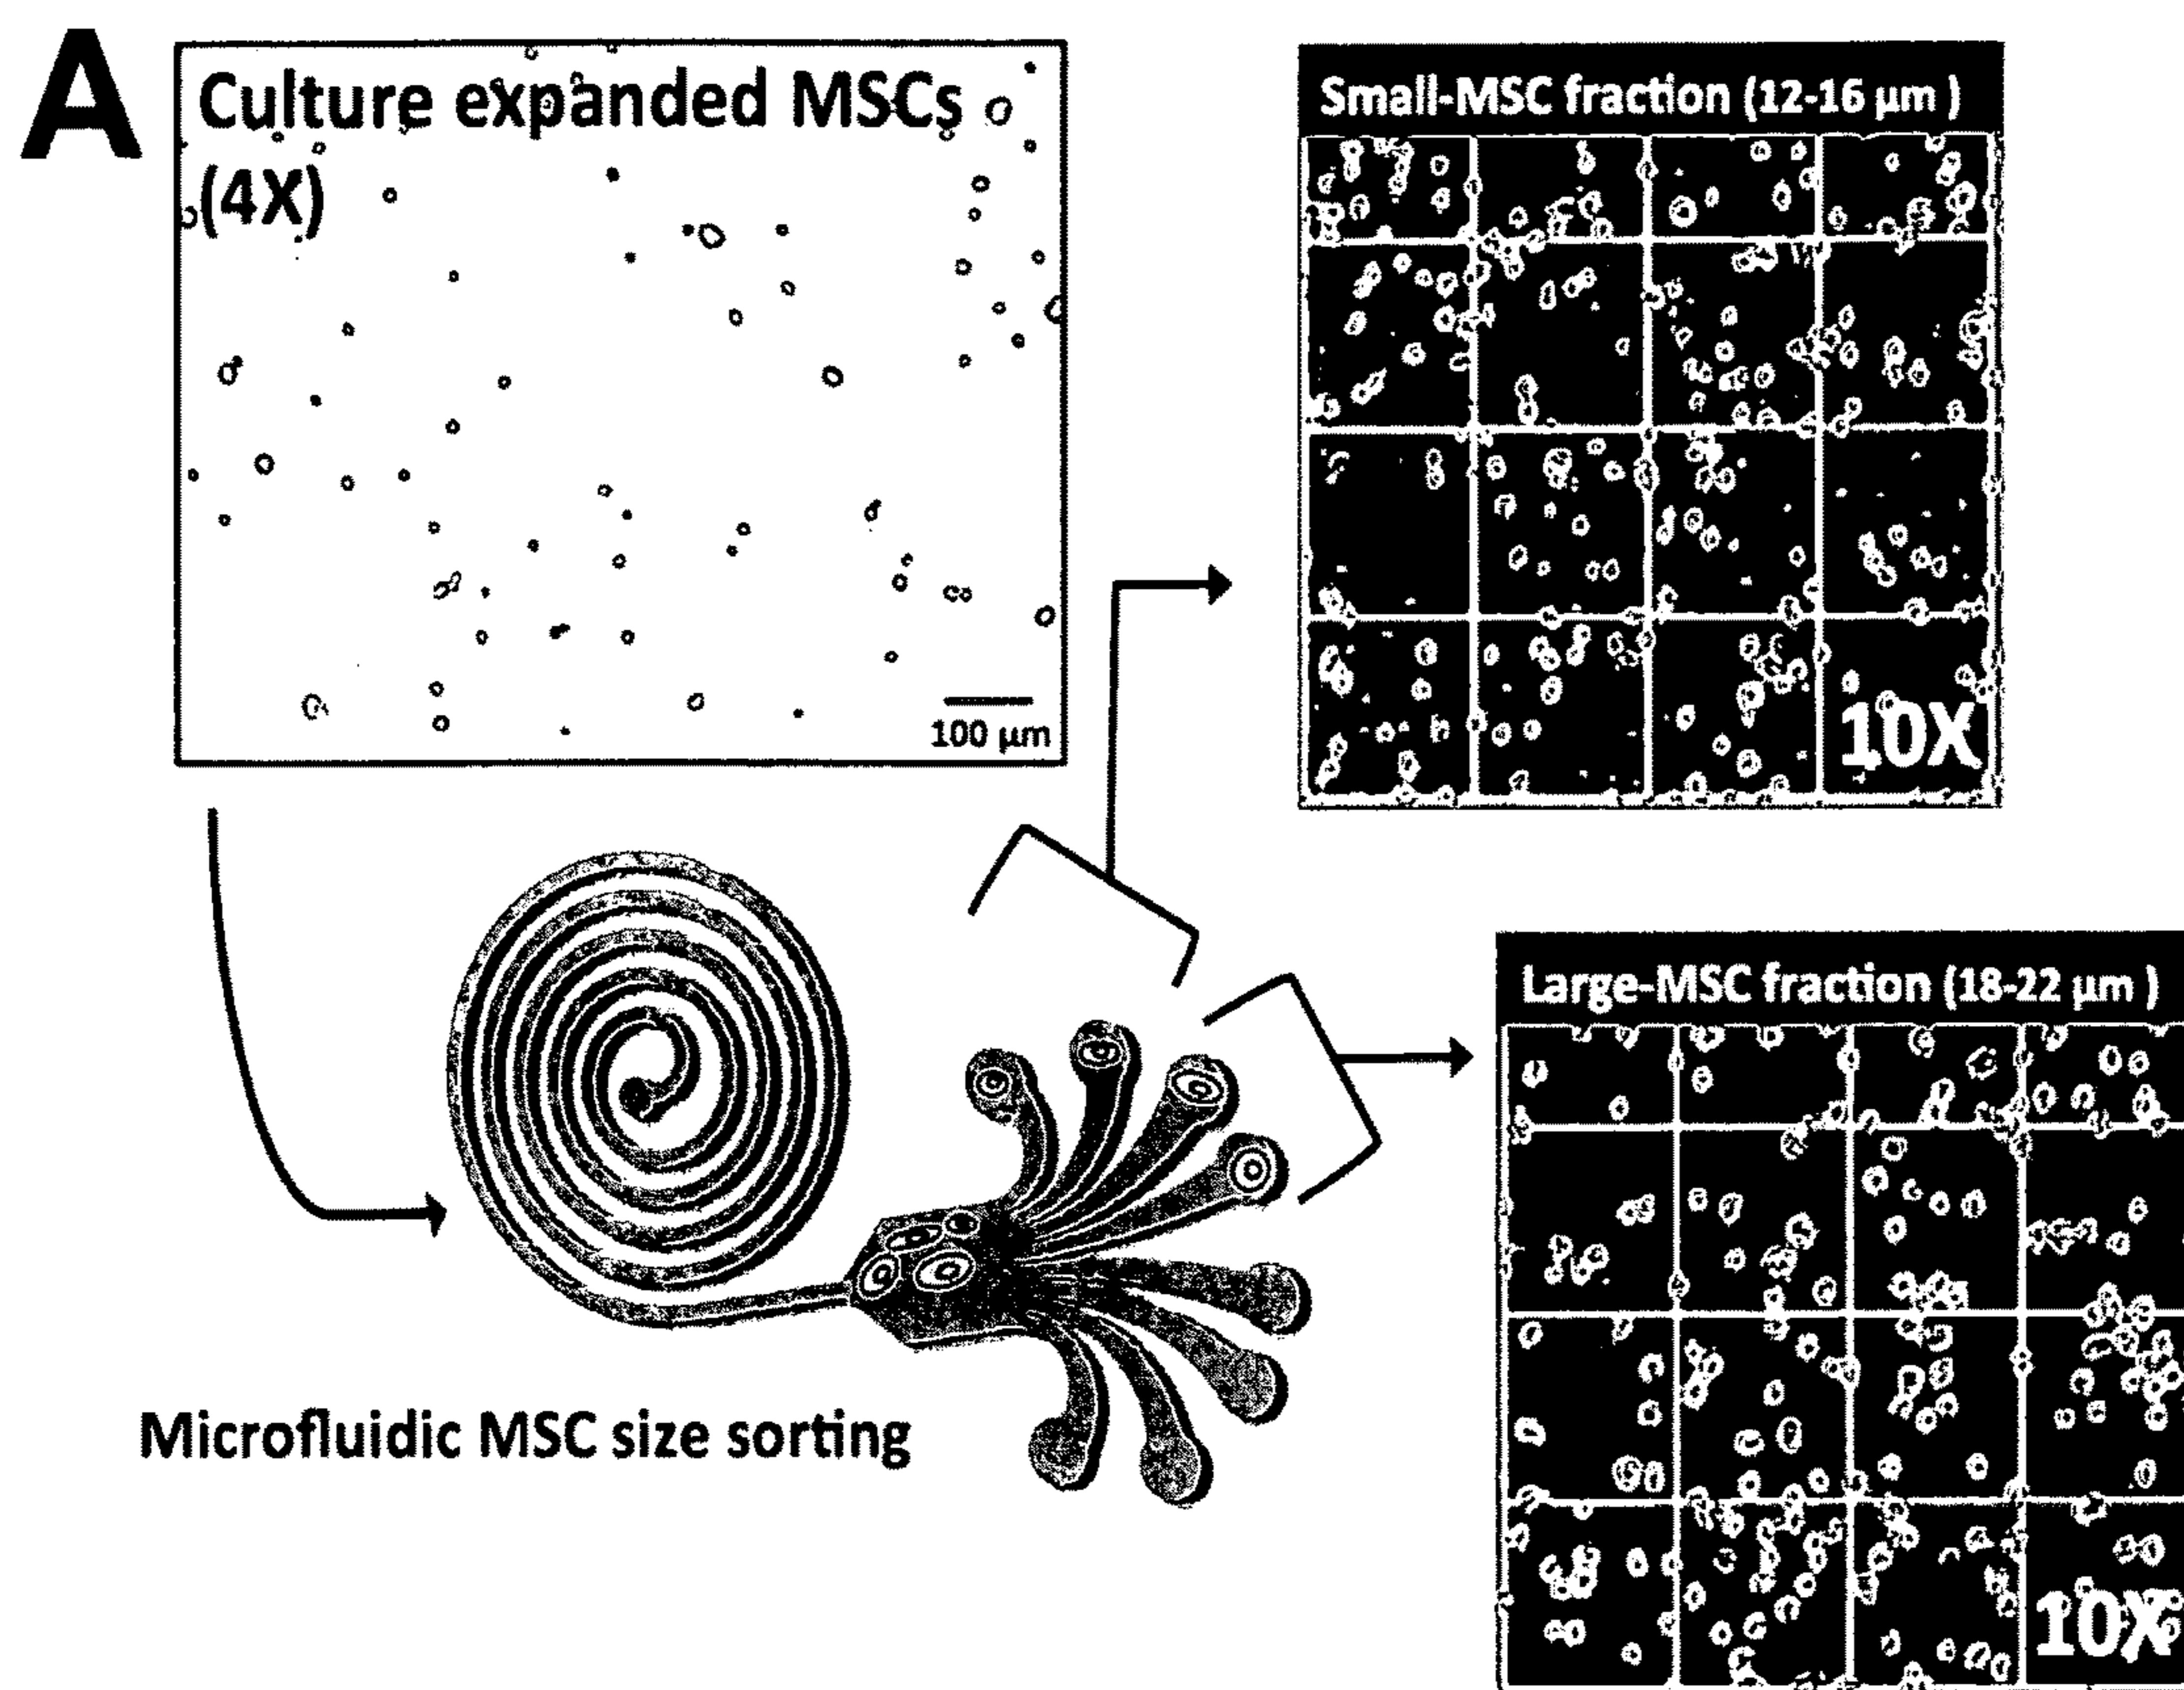 A
Culture expanded MSCs
(4X)
100 µm
Small-MSC fraction (12-16 µm )
10X
Large-MSC fraction (18-22 µm )
10X
Microfluidic MSC size sorting